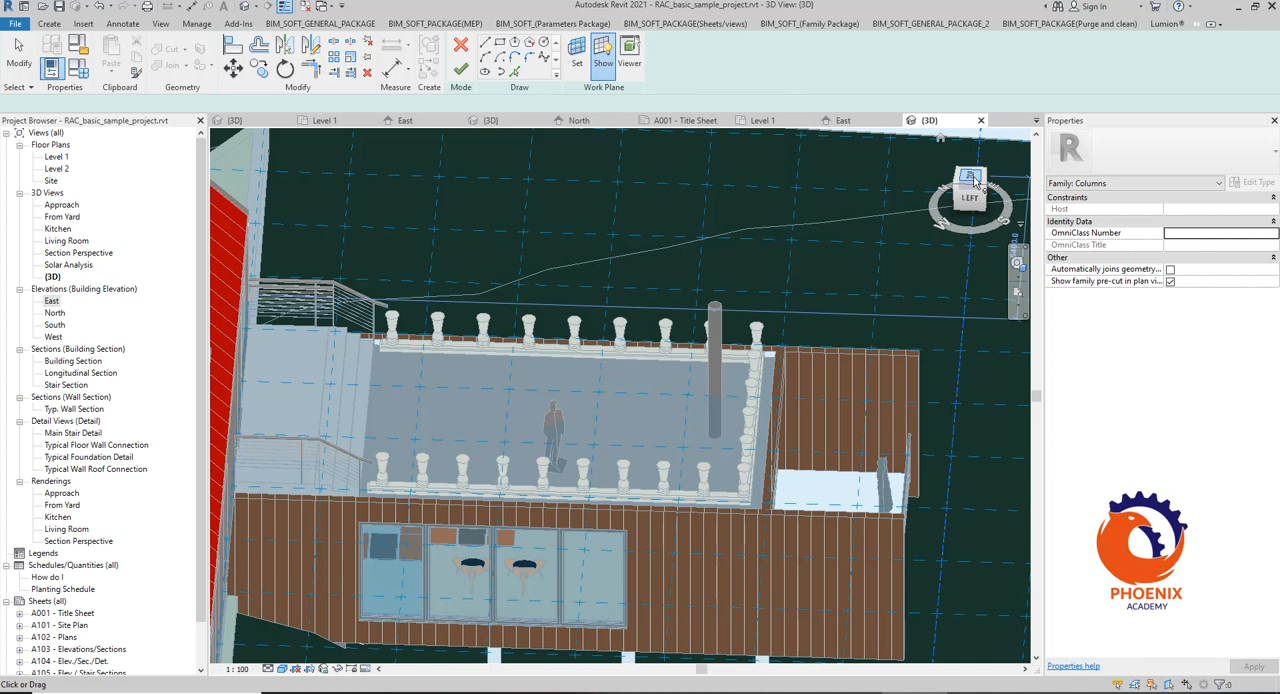 Autodesk Revit 2021 - RAC_basic_sample_project.rvt - 3D View: {3D}
Sign In
File Architecture Insert Annotate View Manage Add-Ins BIM_SOFT_GENERAL_PACKAGE BIM_SOFT_PACKAGE(MEP) BIM_SOFT_(Parameters Package) BIM_SOFT_PACKAGE(Sheets/views) BIM_SOFT_(Family Package) BIM_SOFT_GENERAL_PACKAGE_2 BIM_SOFT_PACKAGE(Purge and clean) Lumion®
Modify
Paste
Cut
Join
Set Show Viewer
Select Properties Clipboard Geometry Modify Measure Create Mode Draw Work Plane
Project Browser - RAC_basic_sample_project.rvt
{3D} Level 1 East {3D} North A001 - Title Sheet Level 1 East {3D}
Views (all)
Floor Plans
Level 1
Level 2
Site
3D Views
Approach
From Yard
Kitchen
Living Room
Section Perspective
Solar Analysis
{3D}
Elevations (Building Elevation)
East
North
South
West
Sections (Building Section)
Building Section
Longitudinal Section
Stair Section
Sections (Wall Section)
Typ. Wall Section
Detail Views (Detail)
Main Stair Detail
Typical Floor Wall Connection
Typical Foundation Detail
Typical Wall Roof Connection
Renderings
Approach
From Yard
Kitchen
Living Room
Section Perspective
Legends
Schedules/Quantities (all)
How do I
Planting Schedule
Sheets (all)
A001 - Title Sheet
A101 - Site Plan
A102 - Plans
A103 - Elevations/Sections
A104 - Elev./Sec./Det.
LEFT
Properties
R
Family: Columns
Edit Type
Constraints
Host
Identity Data
OmniClass Number
OmniClass Title
Other
Automatically joins geometry...
Show family pre-cut in plan vi...
PHOENIX
ACADEMY
Properties help
Apply
1 : 100
Click or Drag
:0